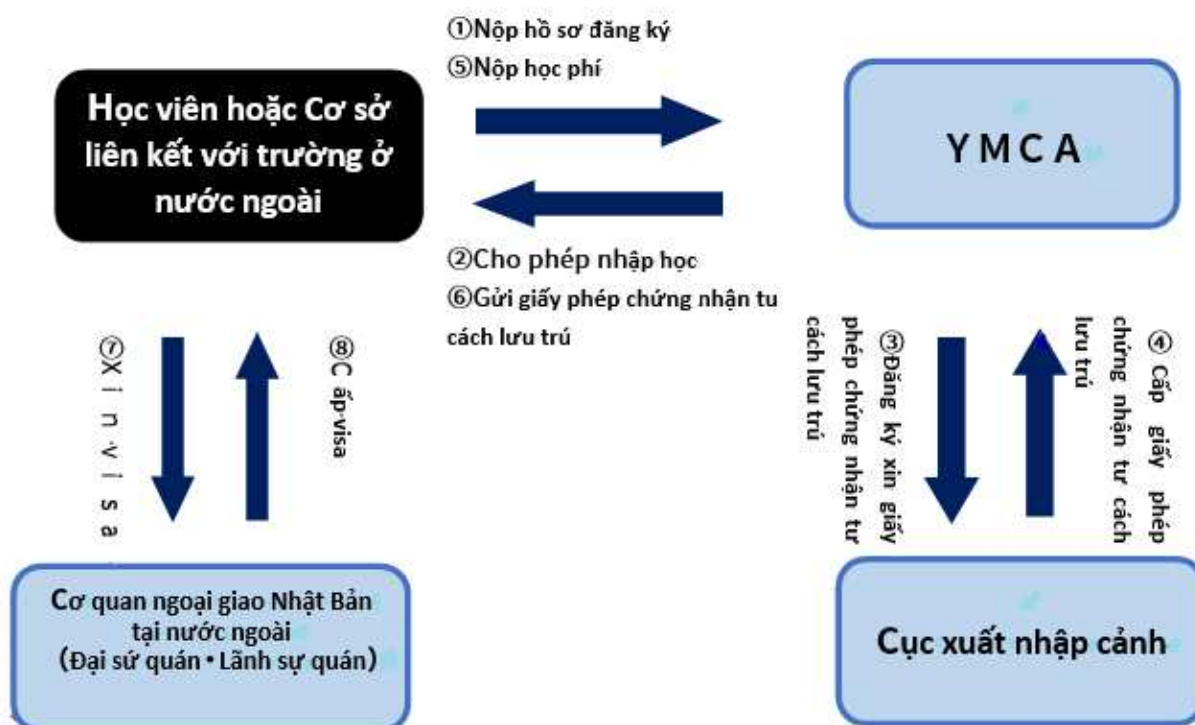 ①Nộp hồ sơ đăng ký
⑤Nộp học phí
Học viên hoặc Cơ sở
liên kết với trường ở
nước ngoài
YMCA
②Cho phép nhập học
⑥Gửi giấy phép chứng nhận tu
cách lưu trú
⑦Xin visa
⑧Cấp visa
③Đăng ký xin giấy
phép chứng nhận tư
cách lưu trú
④ Cấp giấy phép
chứng nhận tư cách
lưu trú
Cơ quan ngoại giao Nhật Bản
tại nước ngoài
(Đại sứ quán・Lãnh sự quán)
Cục xuất nhập cảnh